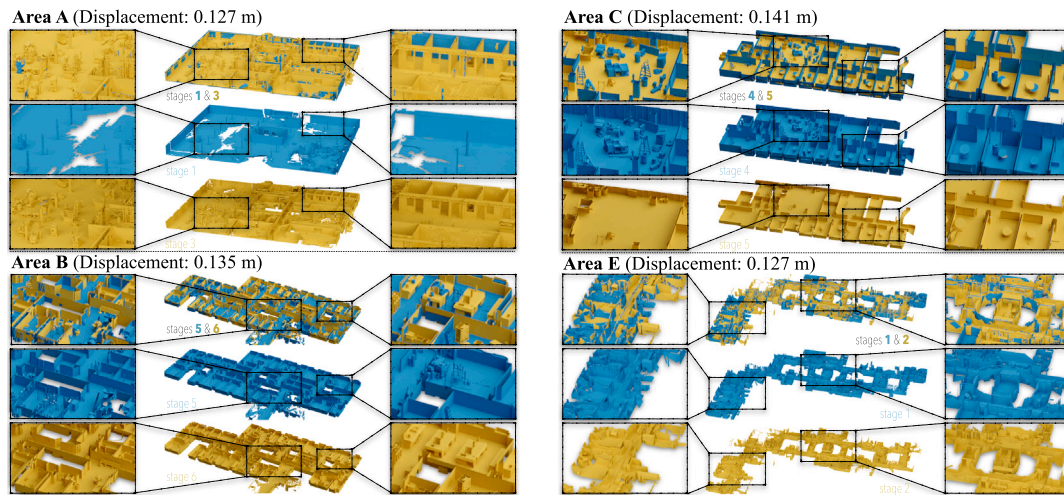 Area A (Displacement: 0.127 m)
stages 1 & 3
stage 1
stage 3
Area C (Displacement: 0.141 m)
stages 4 & 5
stage 4
stage 5
Area B (Displacement: 0.135 m)
stages 5 & 6
stage 5
stage 6
Area E (Displacement: 0.127 m)
stages 1 & 2
stage 1
stage 2